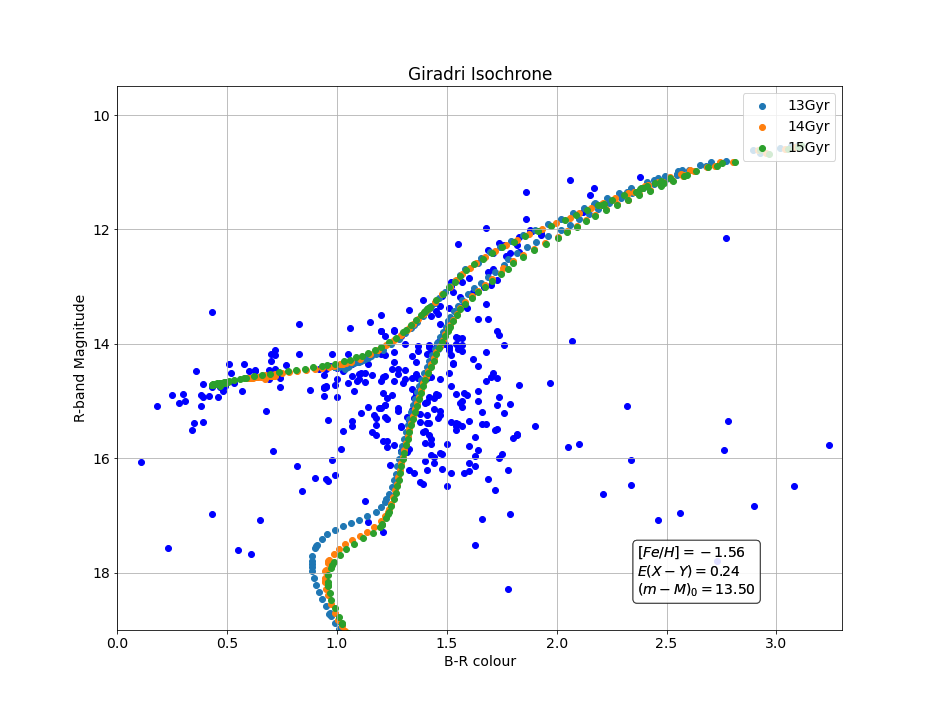 Giradri Isochrone
13Gyr
14Gyr
15Gyr
10
12
14
16
18
R-band Magnitude
[Fe/H] = −1.56
E(X − Y) = 0.24
(m − M)₀ = 13.50
0.0 0.5 1.0 1.5 2.0 2.5 3.0
B-R colour